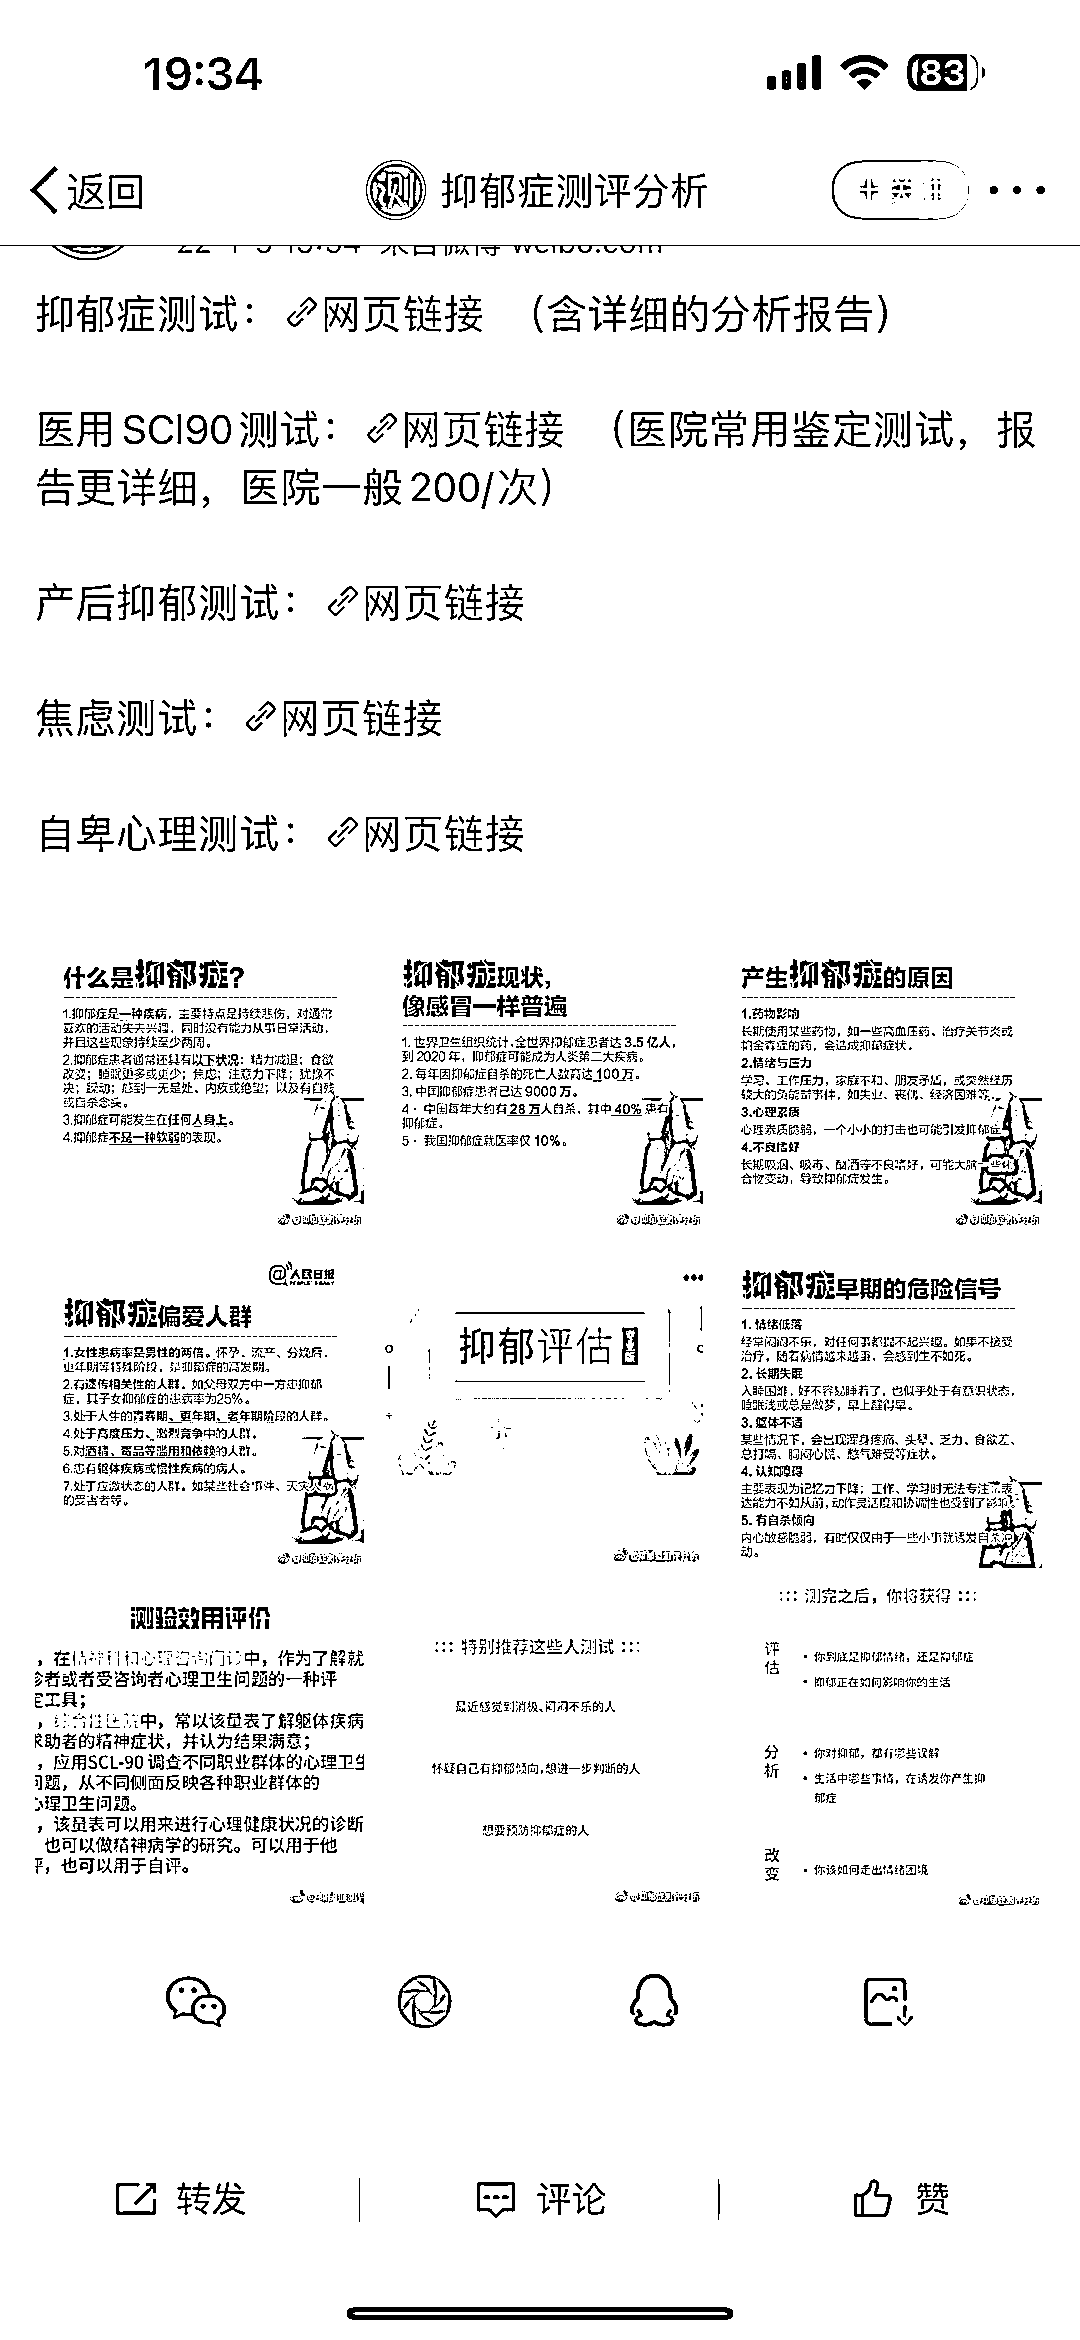 19:34
83
返回
抑郁症测评分析
来自微博 weibo.com
抑郁症测试：网页链接 （含详细的分析报告）
医用SCl90测试：网页链接 （医院常用鉴定测试，报
告更详细，医院一般200/次）
产后抑郁测试：网页链接
焦虑测试：网页链接
自卑心理测试：网页链接
什么是抑郁症?
1.抑郁症是一种疾病，主要特点是持续悲伤，对通常
喜欢的活动失去兴趣，同时没有能力从事日常活动，
并且这些现象持续至少两周。
2.抑郁症患者通常还具有以下状况：精力减退；食欲
改变；睡眠更多或更少；焦虑；注意力下降；犹豫不
决；躁动；感到一无是处、内疚或绝望；以及有自残
或自杀念头。
3.抑郁症可能发生在任何人身上。
4.抑郁症不是一种软弱的表现。
抑郁症现状，
像感冒一样普遍
1. 世界卫生组织统计，全世界抑郁症患者达 3.5 亿人，
到 2020 年，抑郁症可能成为人类第二大疾病。
2. 每年因抑郁症自杀的死亡人数高达 100 万。
3. 中国抑郁症患者已达 9000 万。
4· 中国每年大约有 28 万人自杀，其中 40% 患有
抑郁症。
5· 我国抑郁症就医率仅 10%。
产生抑郁症的原因
1.药物影响
长期使用某些药物，如一些高血压药、治疗关节炎或
帕金森症的药，会造成抑郁症状。
2.情绪与压力
学习、工作压力，家庭不和、朋友矛盾，或突然经历
较大的负能量事件，如失业、丧偶、经济困难等。
3.心理素质
心理素质脆弱，一个小小的打击也可能引发抑郁症
4.不良嗜好
长期吸烟、吸毒、酗酒等不良嗜好，可能大脑一些化
合物变动，导致抑郁症发生。
@人民日报
抑郁症偏爱人群
1.女性患病率是男性的两倍。怀孕、流产、分娩后、
更年期等特殊阶段，是抑郁症的高发期。
2.有遗传相关性的人群，如父母双方中一方患抑郁
症，其子女抑郁症的患病率为25%。
3.处于人生的青春期、更年期、老年期阶段的人群。
4.处于高度压力、激烈竞争中的人群。
5.对酒精、毒品等滥用和依赖的人群。
6.患有躯体疾病或慢性疾病的病人。
7.处于应激状态的人群，如某些社会事件、天灾人祸
的受害者等。
抑郁评估
抑郁症早期的危险信号
1. 情绪低落
经常闷闷不乐，对任何事都提不起兴趣。如果不接受
治疗，随着病情越来越重，会感到生不如死。
2. 长期失眠
入睡困难，好不容易睡着了，也似乎处于有意识状态，
睡眠浅或总是做梦，早上醒得早。
3. 躯体不适
某些情况下，会出现浑身疼痛、头晕、乏力、食欲差、
总打嗝、胸闷心慌、憋气难受等症状。
4. 认知障碍
主要表现为记忆力下降；工作、学习时无法专注；表
达能力不如从前，动作灵活度和协调性也受到了影响
5. 有自杀倾向
内心敏感脆弱，有时仅仅由于一些小事就诱发自杀冲
动。
测验效用评价
，在精神科和心理咨询门诊中，作为了解就
诊者或者受咨询者心理卫生问题的一种评
定工具；
，综合性医院中，常以该量表了解躯体疾病
求助者的精神症状，并认为结果满意；
，应用SCL-90 调查不同职业群体的心理卫生
问题，从不同侧面反映各种职业群体的
心理卫生问题。
，该量表可以用来进行心理健康状况的诊断
也可以做精神病学的研究。可以用于他
评，也可以用于自评。
::: 特别推荐这些人测试 :::
最近感觉到消极、闷闷不乐的人
怀疑自己有抑郁倾向，想进一步判断的人
想要预防抑郁症的人
::: 测完之后，你将获得 :::
评估
• 你到底是抑郁情绪，还是抑郁症
• 抑郁正在如何影响你的生活
分析
• 你对抑郁，都有哪些误解
• 生活中哪些事情，在诱发你产生抑
郁症
改变
• 你该如何走出情绪困境
转发
评论
赞